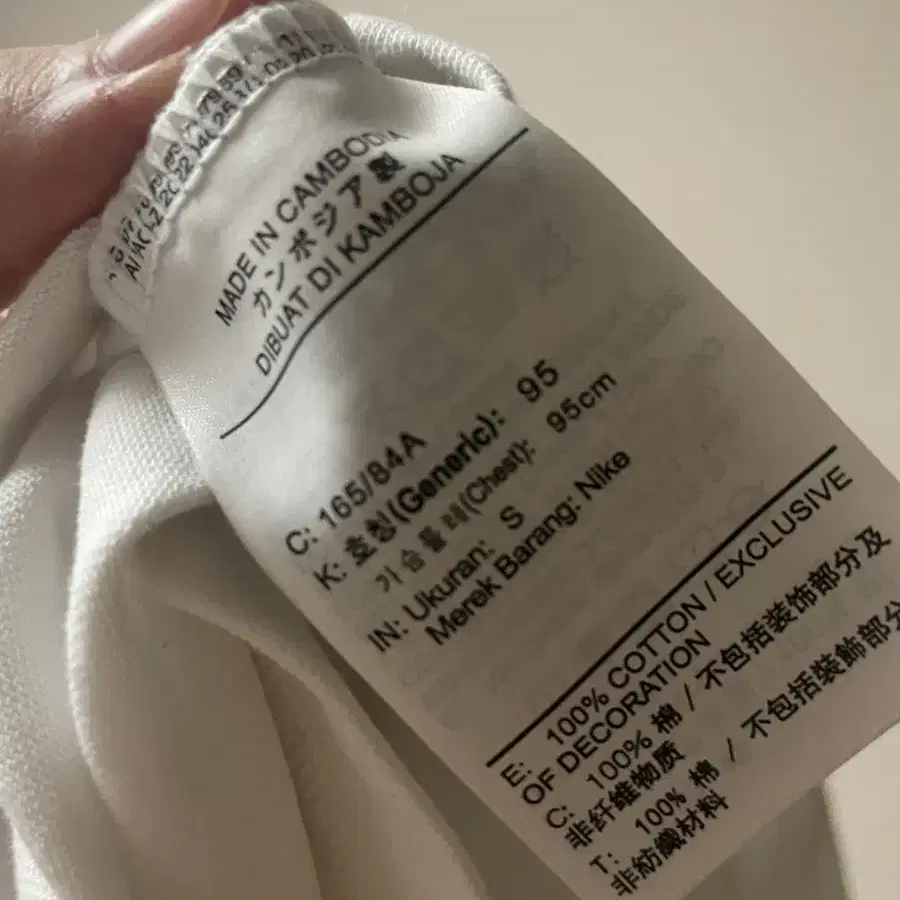 MADE IN CAMBODIA
カンボジア製
DIBUAT DI KAMBOJA
C: 165/84A
K: 호칭(Generic): 95
가슴둘레(Chest): 95cm
IN: Ukuran: S
Merek Barang: Nike
E: 100% COTTON / EXCLUSIVE
OF DECORATION
C: 100% 棉 / 不包括装饰部分及
非纤维物质
T: 100% 棉 / 不包括裝飾部分
非紡織材料